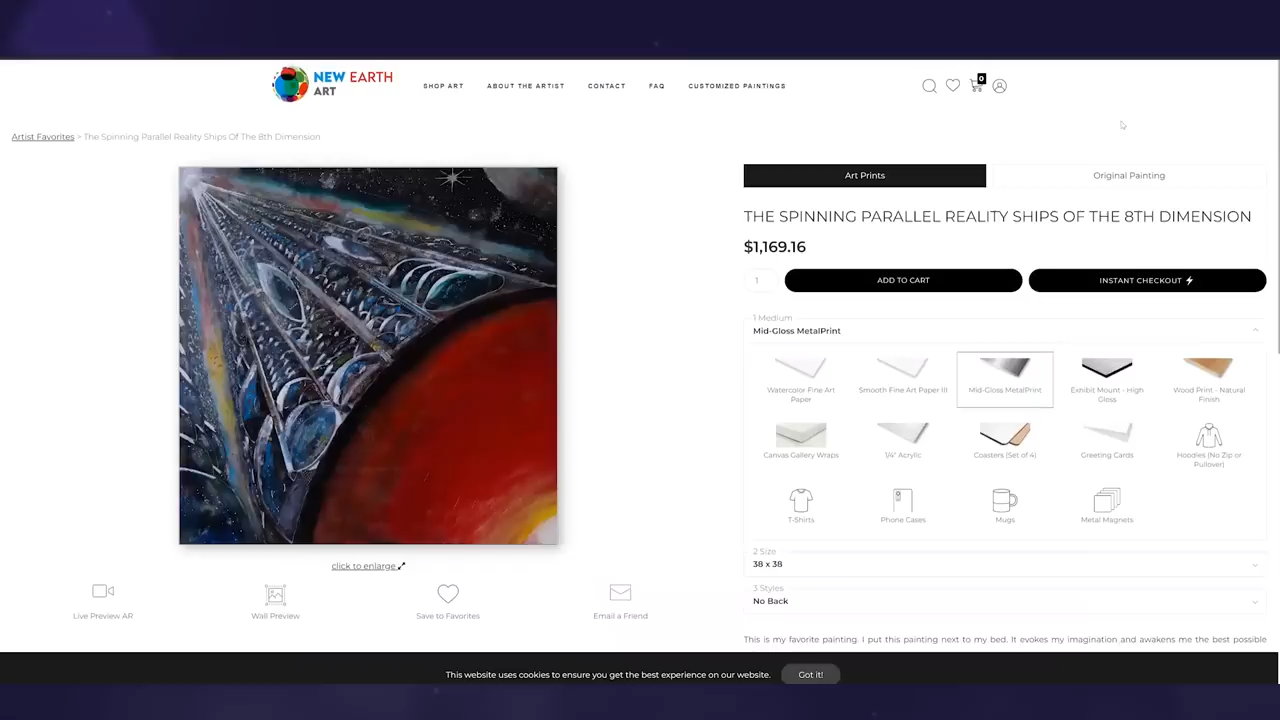 NEW EARTH
ART
SHOP ART
ABOUT THE ARTIST
CONTACT
FAQ
CUSTOMIZED PAINTINGS
0
Artist Favorites > The Spinning Parallel Reality Ships Of The 8th Dimension
Art Prints
Original Painting
THE SPINNING PARALLEL REALITY SHIPS OF THE 8TH DIMENSION
$1,169.16
1
ADD TO CART
INSTANT CHECKOUT
1 Medium
Mid-Gloss MetalPrint
Watercolor Fine Art
Paper
Smooth Fine Art Paper III
Mid-Gloss MetalPrint
Exhibit Mount - High
Gloss
Wood Print - Natural
Finish
Canvas Gallery Wraps
1/4" Acrylic
Coasters (Set of 4)
Greeting Cards
Hoodies (No Zip or
Pullover)
T-Shirts
Phone Cases
Mugs
Metal Magnets
2 Size
38 x 38
3 Styles
No Back
click to enlarge
Live Preview AR
Wall Preview
Save to Favorites
Email a Friend
This is my favorite painting. I put this painting next to my bed. It evokes my imagination and awakens me the best possible
This website uses cookies to ensure you get the best experience on our website.
Got it!